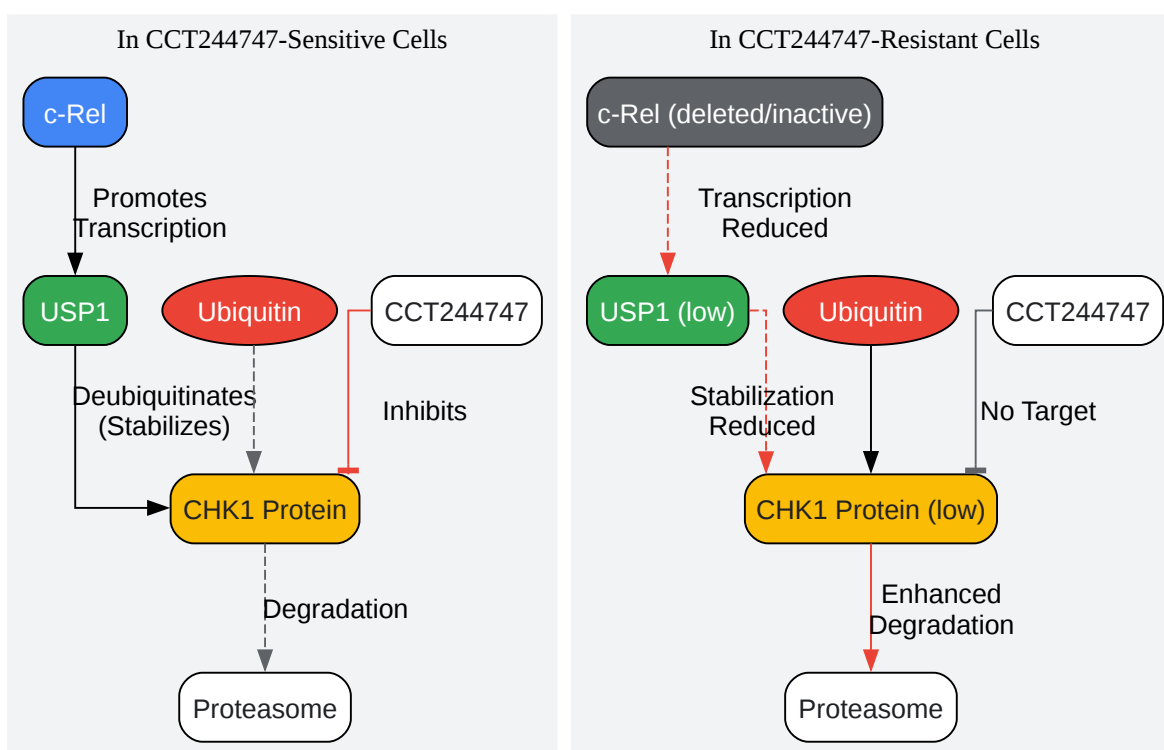 In CCT244747-Sensitive Cells
c-Rel
Promotes
Transcription
USP1
Ubiquitin
CCT244747
Deubiquitinates
(Stabilizes)
Inhibits
CHK1 Protein
Degradation
Proteasome
In CCT244747-Resistant Cells
c-Rel (deleted/inactive)
Transcription
Reduced
USP1 (low)
Ubiquitin
CCT244747
Stabilization
Reduced
No Target
CHK1 Protein (low)
Enhanced
Degradation
Proteasome